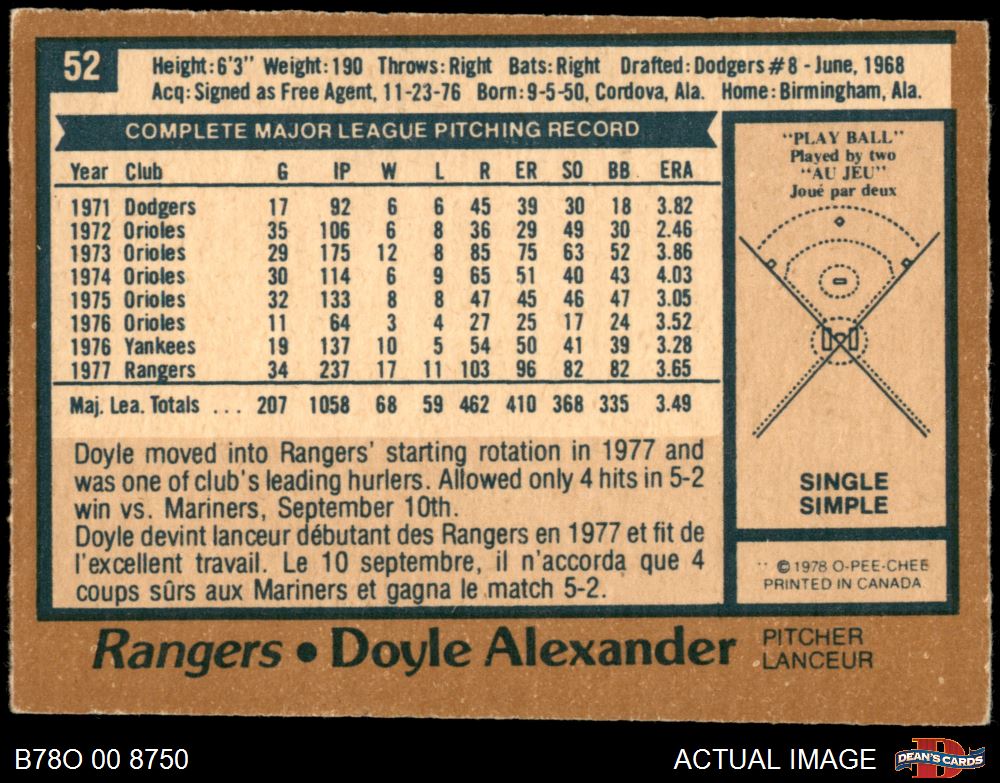 52
Height:6'3" Weight:190 Throws:Right Bats:Right Drafted:Dodgers #8 - June, 1968
Acq:Signed as Free Agent, 11-23-76 Born:9-5-50, Cordova, Ala. Home:Birmingham, Ala.
COMPLETE MAJOR LEAGUE PITCHING RECORD
Year Club G IP W L R ER SO BB ERA
1971 Dodgers 17 92 6 6 45 39 30 18 3.82
1972 Orioles 35 106 6 8 36 29 49 30 2.46
1973 Orioles 29 175 12 8 85 75 63 52 3.86
1974 Orioles 30 114 6 9 65 51 40 43 4.03
1975 Orioles 32 133 8 8 47 45 46 47 3.05
1976 Orioles 11 64 3 4 27 25 17 24 3.52
1976 Yankees 19 137 10 5 54 50 41 39 3.28
1977 Rangers 34 237 17 11 103 96 82 82 3.65
Maj. Lea. Totals ... 207 1058 68 59 462 410 368 335 3.49
Doyle moved into Rangers' starting rotation in 1977 and
was one of club's leading hurlers. Allowed only 4 hits in 5-2
win vs. Mariners, September 10th.
Doyle devint lanceur débutant des Rangers en 1977 et fit de
l'excellent travail. Le 10 septembre, il n'accorda que 4
coups sûrs aux Mariners et gagna le match 5-2.
"PLAY BALL"
Played by two
"AU JEU"
Joué par deux
SINGLE
SIMPLE
©1978 O-PEE-CHEE
PRINTED IN CANADA
Rangers • Doyle Alexander
PITCHER
LANCEUR
B78O 00 8750
ACTUAL IMAGE
D
DEAN'S CARDS